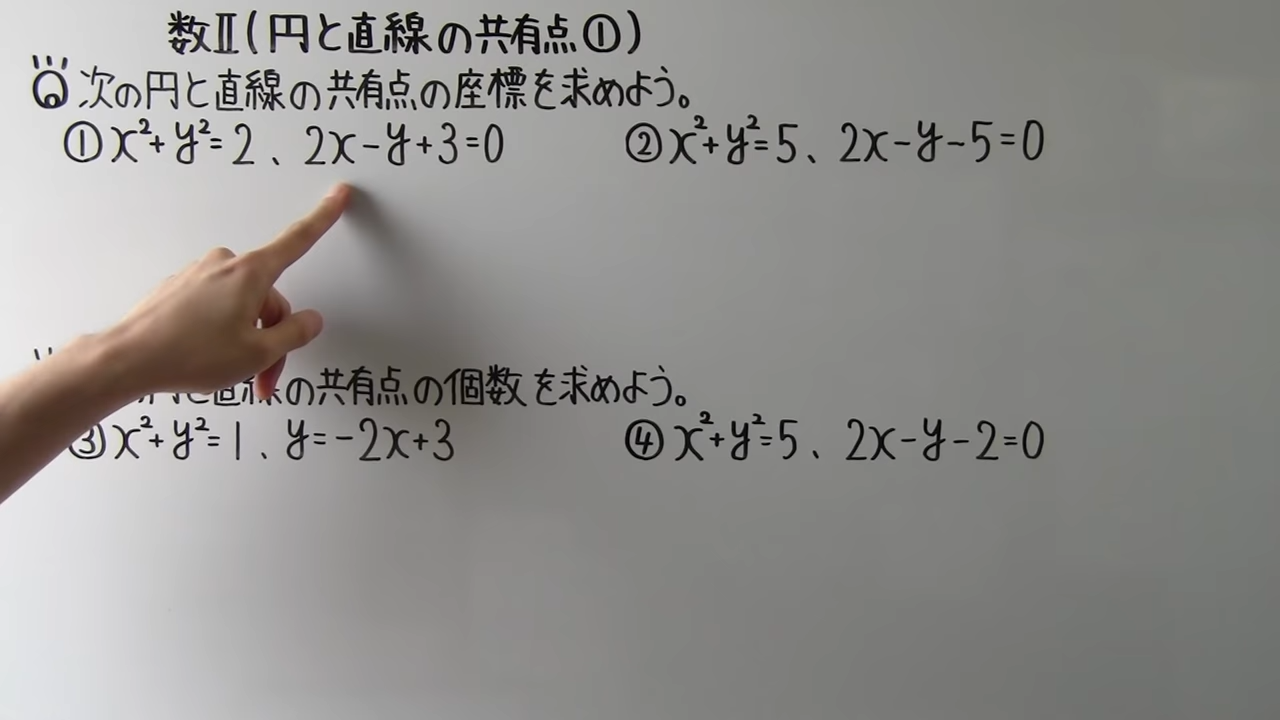 数Ⅱ(円と直線の共有点①)
Q 次の円と直線の共有点の座標を求めよう。
① x²+y²=2、2x-y+3=0
② x²+y²=5、2x-y-5=0
円と直線の共有点の個数を求めよう。
③ x²+y²=1、y=-2x+3
④ x²+y²=5、2x-y-2=0